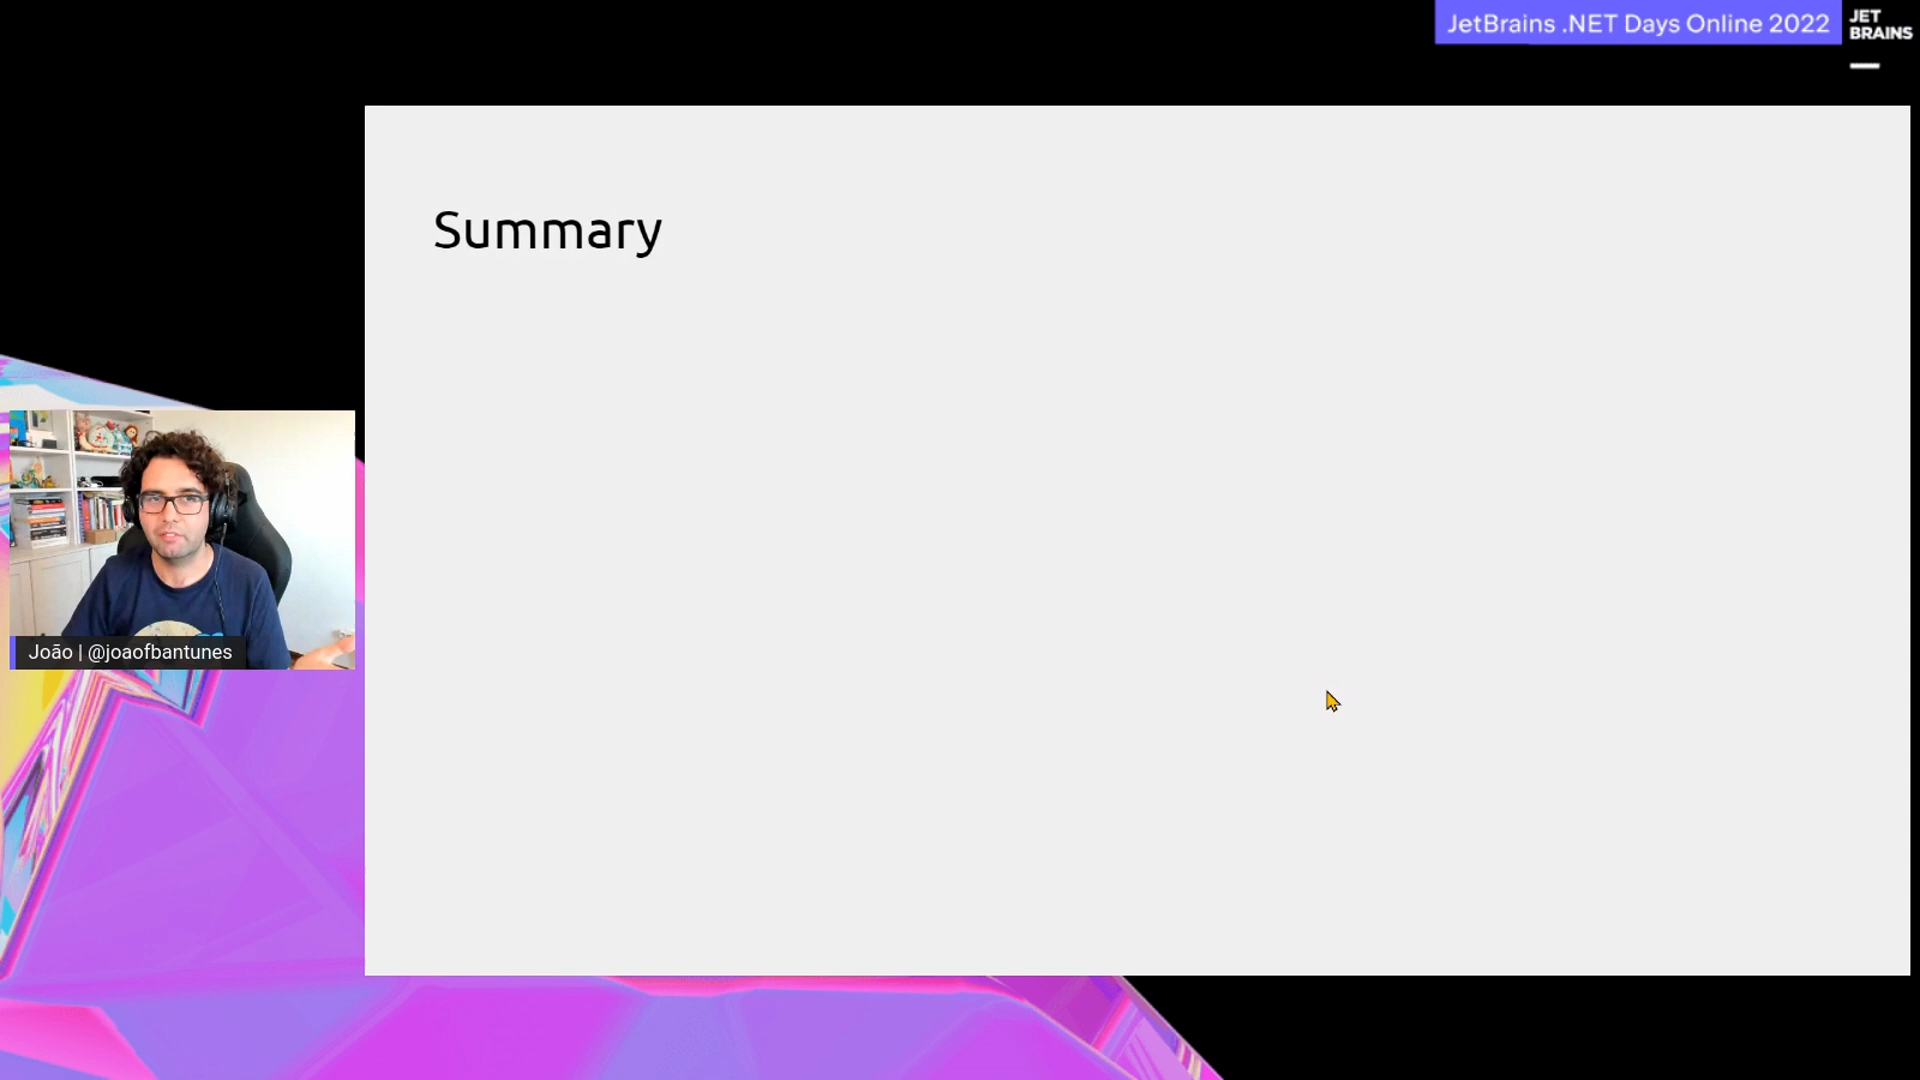 JetBrains .NET Days Online 2022
JET
BRAINS
Summary
João | @joaofbantunes